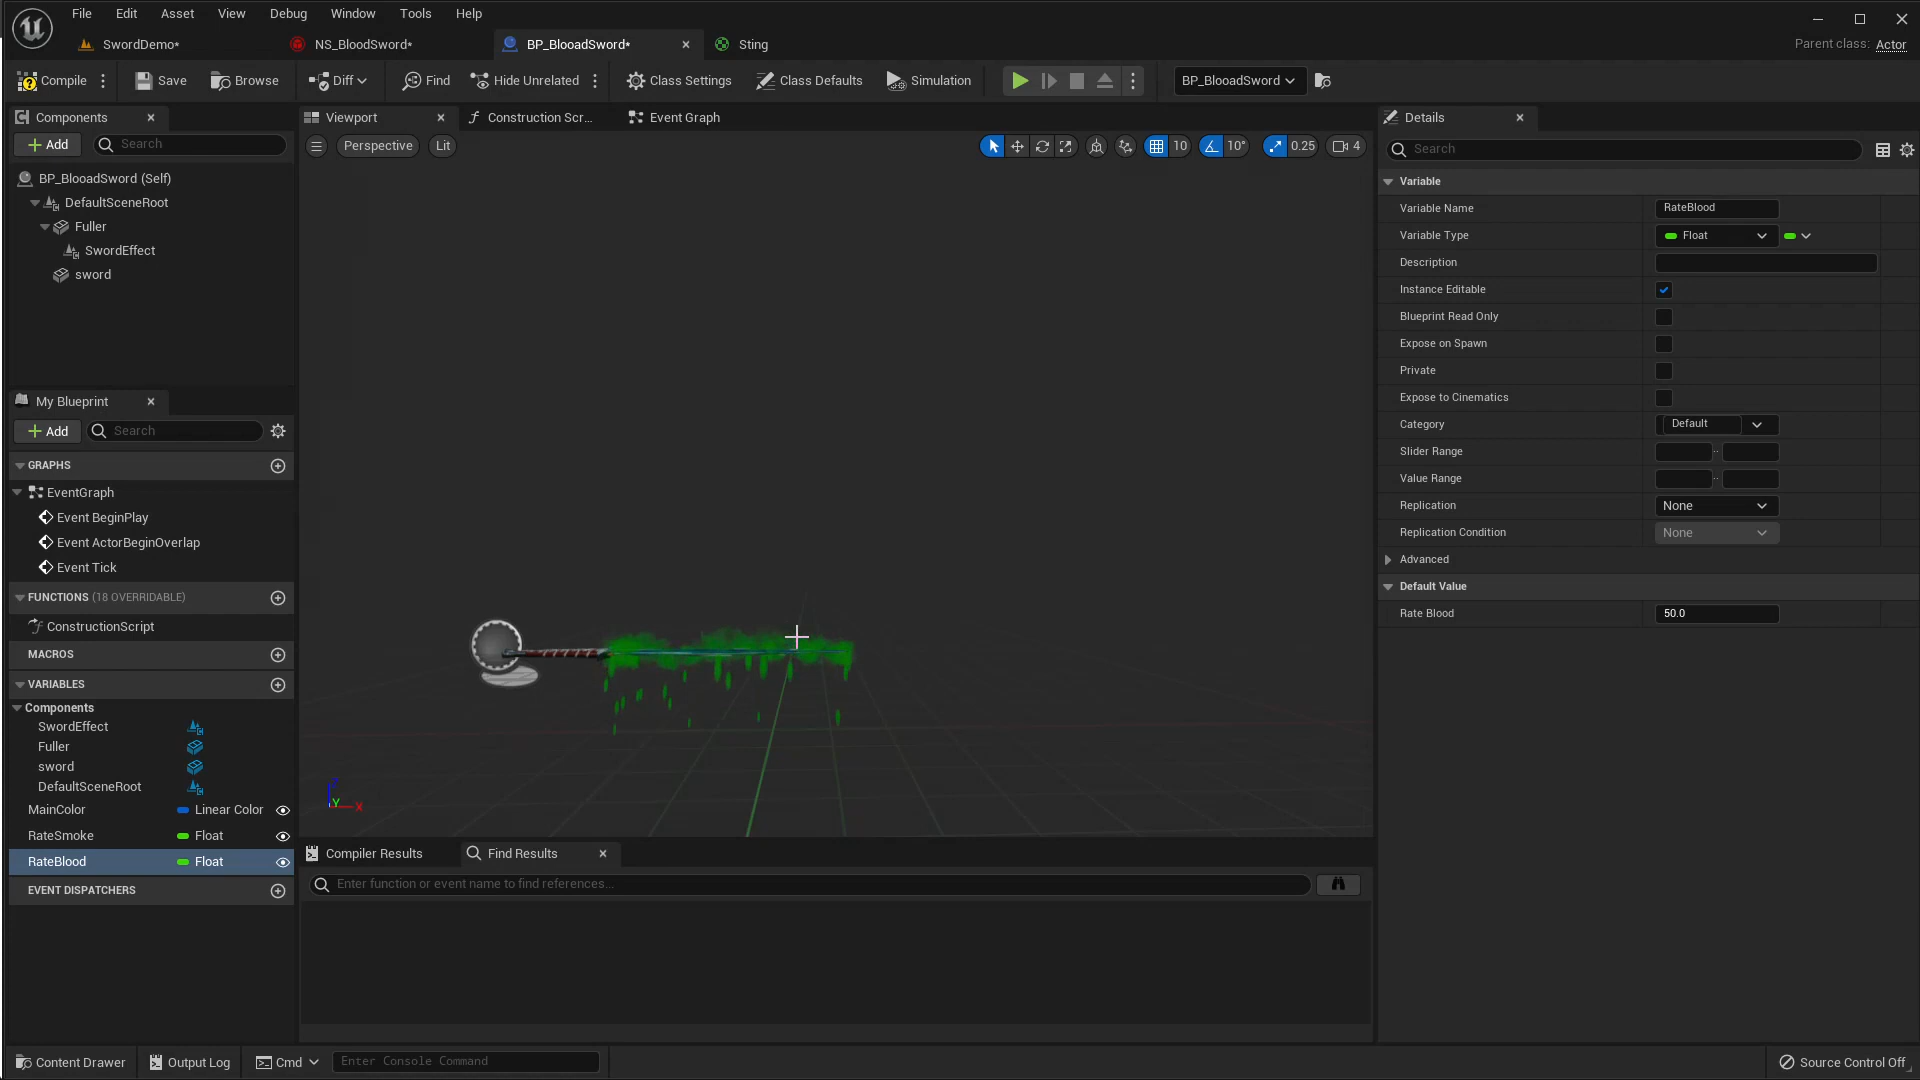 File Edit Asset View Debug Window Tools Help
SwordDemo* NS_BloodSword* BP_BlooadSword* Sting
Parent class: Actor
Compile Save Browse Diff Find Hide Unrelated Class Settings Class Defaults Simulation BP_BlooadSword
Components
Add Search
BP_BlooadSword (Self)
DefaultSceneRoot
Fuller
SwordEffect
sword
My Blueprint
Add Search
GRAPHS
EventGraph
Event BeginPlay
Event ActorBeginOverlap
Event Tick
FUNCTIONS (18 OVERRIDABLE)
ConstructionScript
MACROS
VARIABLES
Components
SwordEffect
Fuller
sword
DefaultSceneRoot
MainColor Linear Color
RateSmoke Float
RateBlood Float
EVENT DISPATCHERS
Viewport Construction Scr... Event Graph
Perspective Lit 10 10° 0.25 4
Y X
Compiler Results Find Results
Enter function or event name to find references...
Details
Search
Variable
Variable Name RateBlood
Variable Type Float
Description
Instance Editable
Blueprint Read Only
Expose on Spawn
Private
Expose to Cinematics
Category Default
Slider Range ..
Value Range ..
Replication None
Replication Condition None
Advanced
Default Value
Rate Blood 50.0
Content Drawer Output Log Cmd Enter Console Command Source Control Off